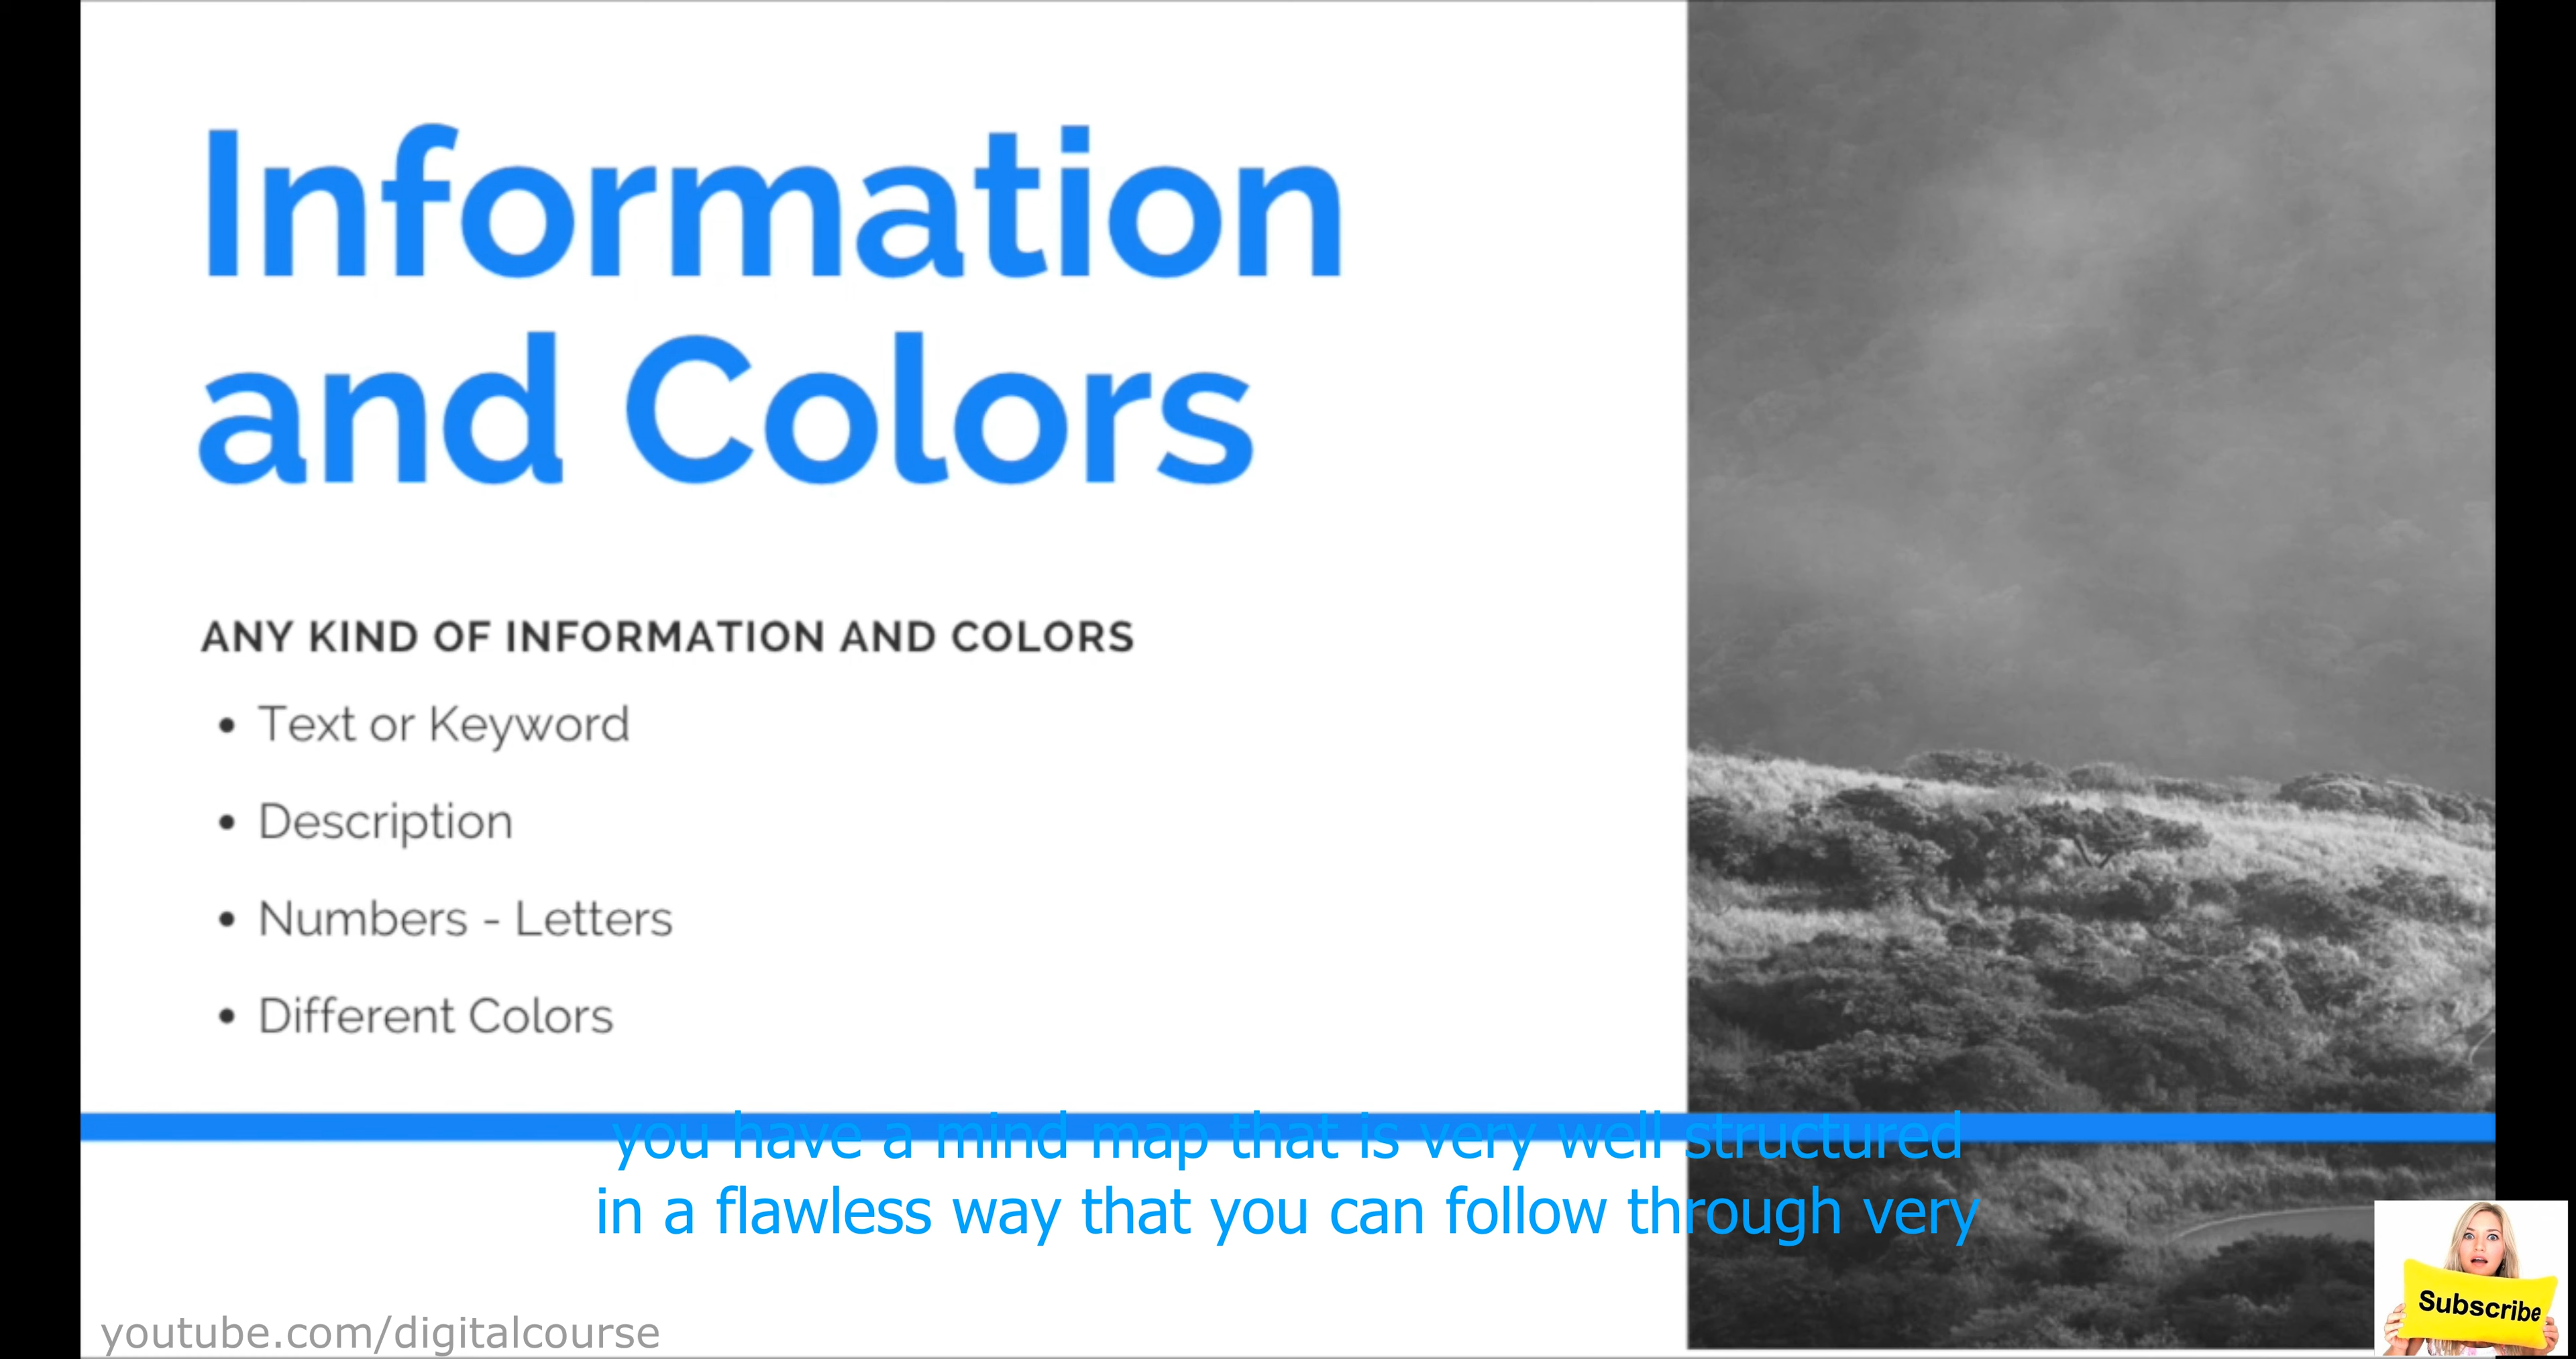 Information
and Colors
ANY KIND OF INFORMATION AND COLORS
• Text or Keyword
• Description
• Numbers - Letters
• Different Colors
you have a mind map that is very well structured
in a flawless way that you can follow through very
youtube.com/digitalcourse
Subscribe